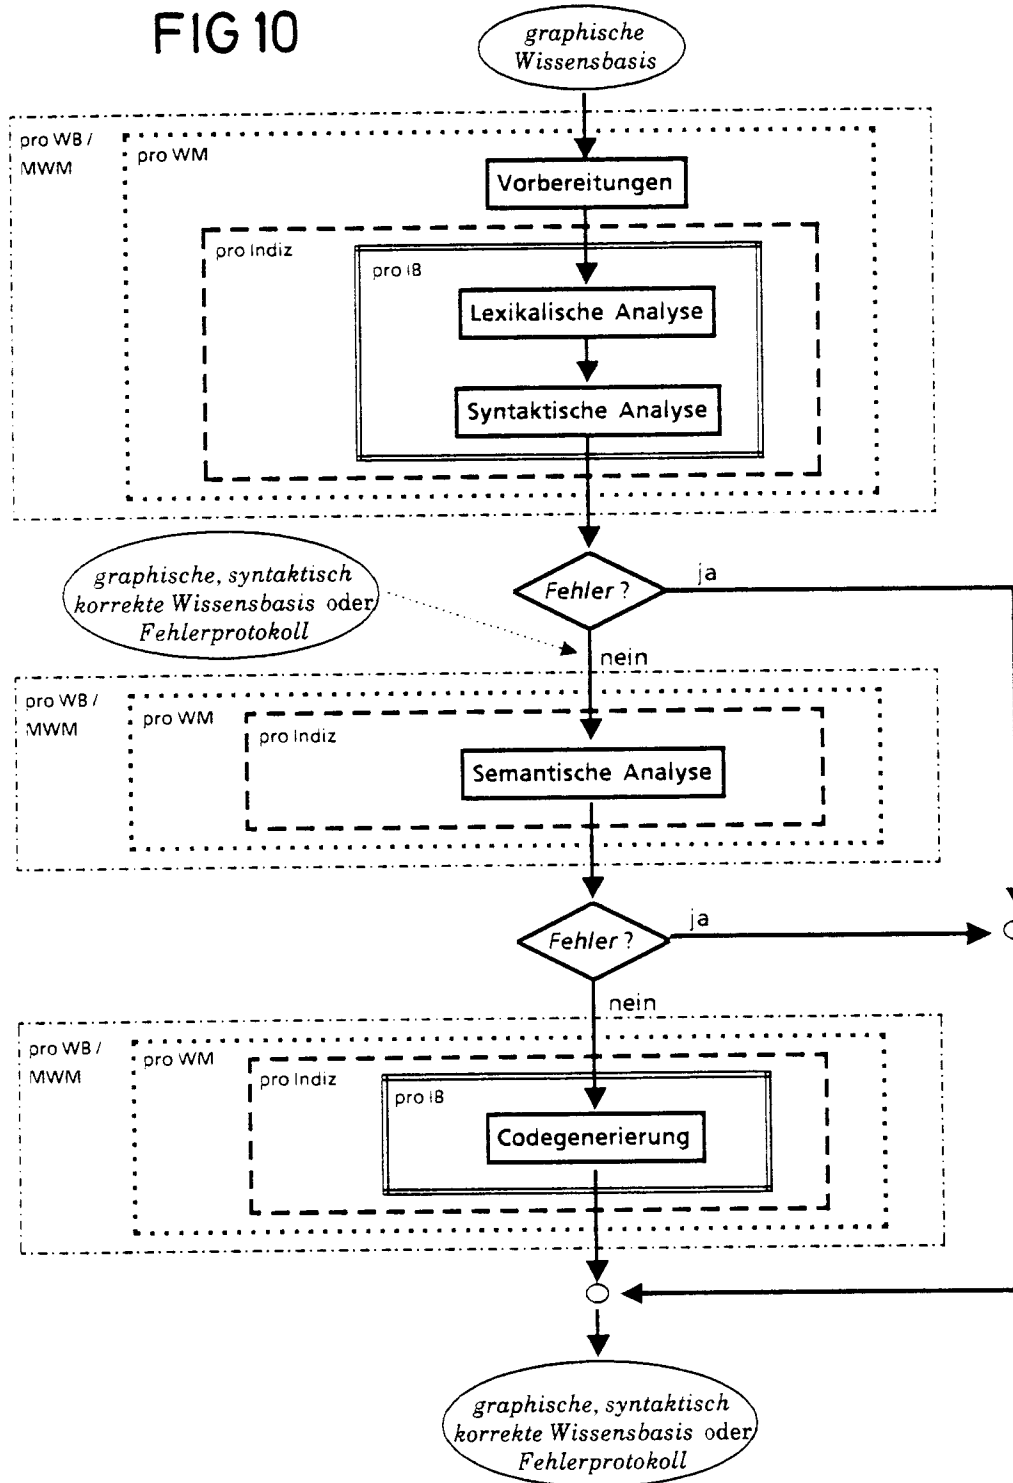 FIG 10
graphische
Wissensbasis
pro WB /
MWM
pro WM
Vorbereitungen
pro Indiz
pro IB
Lexikalische Analyse
Syntaktische Analyse
Fehler ?
ja
graphische, syntaktisch
korrekte Wissensbasis oder
Fehlerprotokoll
nein
pro WB /
MWM
pro WM
pro Indiz
Semantische Analyse
Fehler ?
ja
nein
pro WB /
MWM
pro WM
pro Indiz
pro IB
Codegenerierung
graphische, syntaktisch
korrekte Wissensbasis oder
Fehlerprotokoll